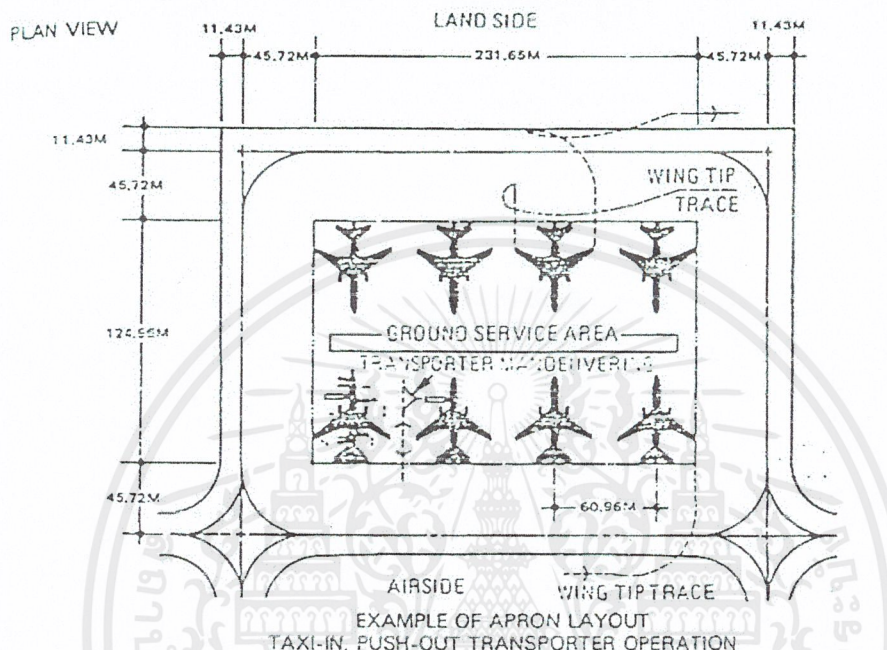 PLAN VIEW
LAND SIDE
11.43M
45.72M
231.65M
45.72M
11.43M
11.43M
45.72M
WING TIP
TRACE
124.96M
GROUND SERVICE AREA
TRANSPORTER MANOEUVERING
45.72M
60.96M
AIRSIDE
WING TIP TRACE
EXAMPLE OF APRON LAYOUT
TAXI-IN, PUSH-OUT TRANSPORTER OPERATION